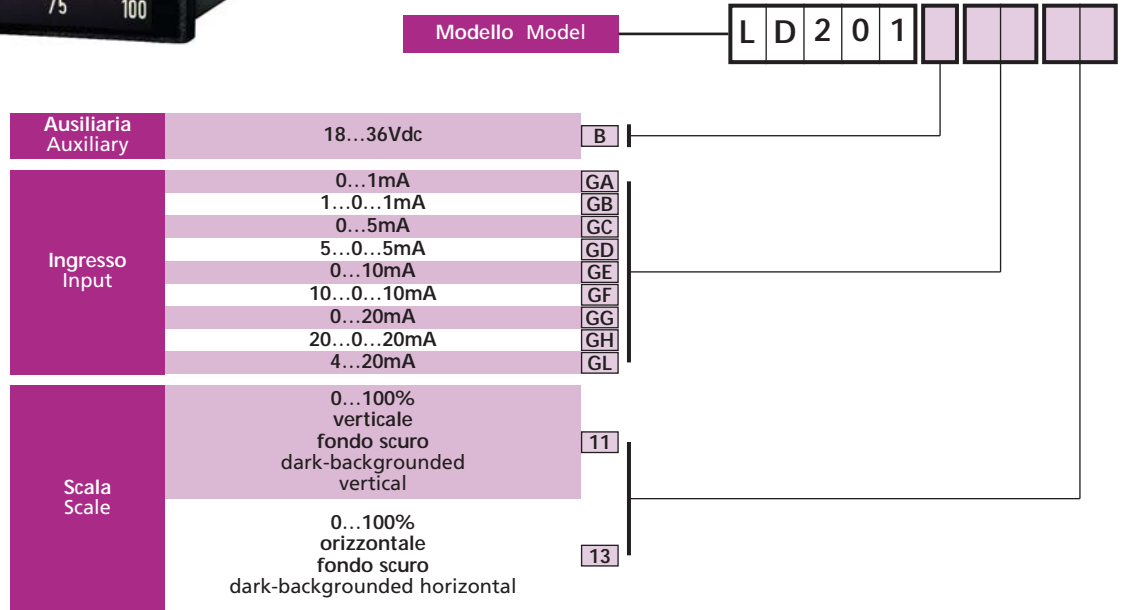 75 100
Modello Model
L D 2 0 1
Ausiliaria
Auxiliary
18...36Vdc
B
Ingresso
Input
0...1mA GA
1...0...1mA GB
0...5mA GC
5...0...5mA GD
0...10mA GE
10...0...10mA GF
0...20mA GG
20...0...20mA GH
4...20mA GL
Scala
Scale
0...100%
verticale
fondo scuro
dark-backgrounded
vertical
11
0...100%
orizzontale
fondo scuro
dark-backgrounded horizontal
13